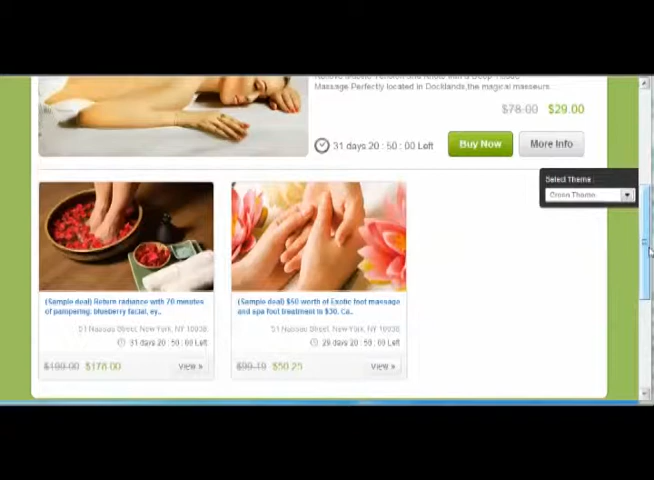 Massage Perfectly located in Docklands,the magical masseurs.
$78.00 $29.00
31 days 20 : 50 : 00 Left
Buy Now
More Info
Select Theme :
Green Theme
(Sample deal) Return radiance with 70 minutes
of pampering: blueberry facial, ey..
51 Nassau Street, New York, NY 10038
31 days 20 : 50 : 00 Left
$178.00
View »
(Sample deal) $60 worth of Exotic foot massage
and spa foot treatment in $30. Ca..
51 Nassau Street, New York, NY 10038
29 days 20 : 50 : 00 Left
$50.25
View »